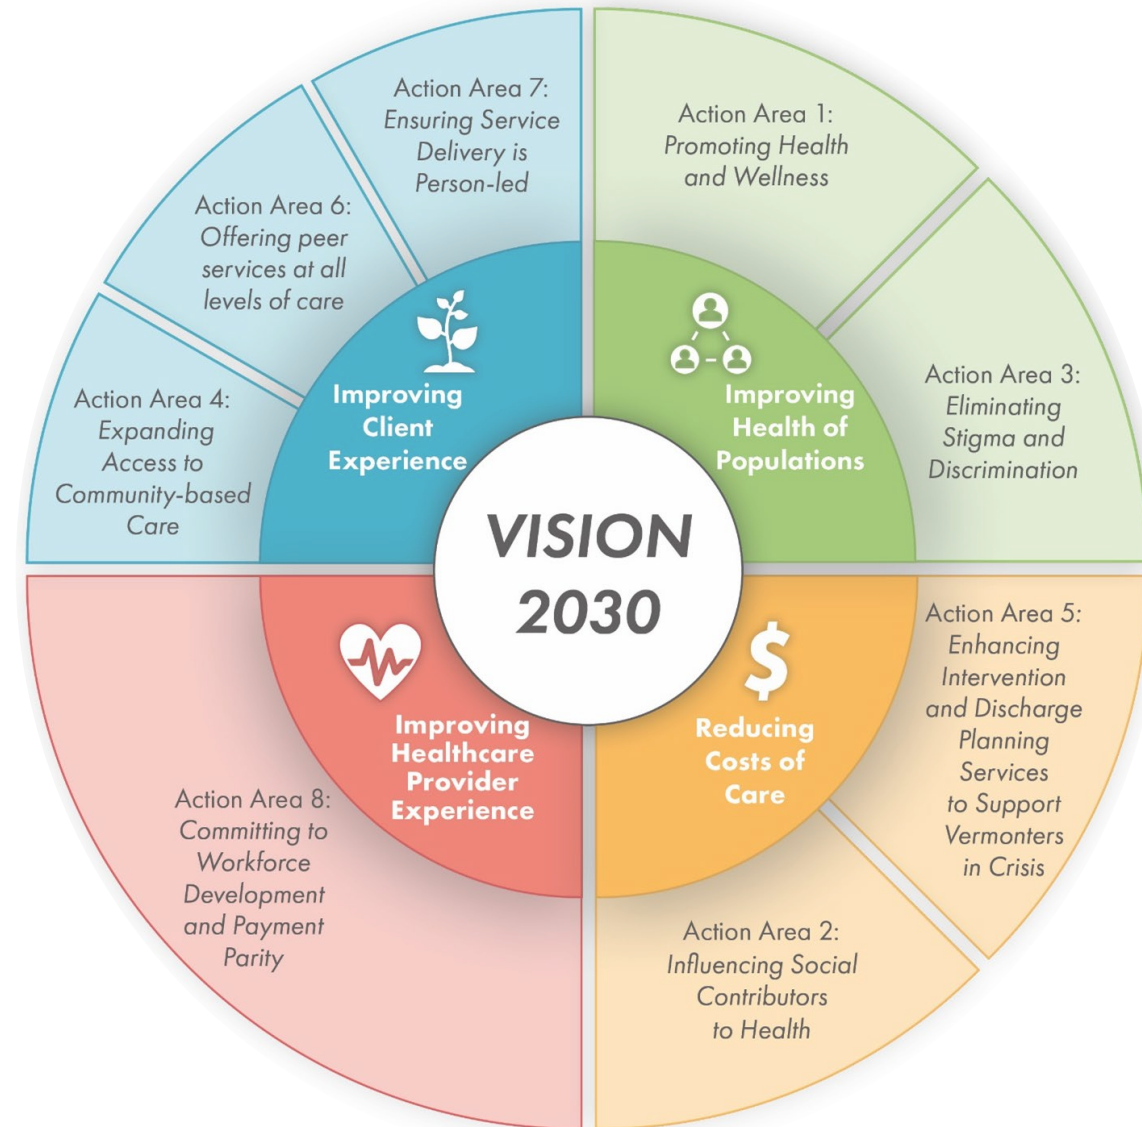 Action Area 7:
Ensuring Service
Delivery is
Person-led
Action Area 1:
Promoting Health
and Wellness
Action Area 6:
Offering peer
services at all
levels of care
Action Area 4:
Expanding
Access to
Community-based
Care
Action Area 3:
Eliminating
Stigma and
Discrimination
Improving
Client
Experience
Improving
Health of
Populations
VISION
2030
Improving
Healthcare
Provider
Experience
$
Reducing
Costs of
Care
Action Area 5:
Enhancing
Intervention
and Discharge
Planning
Services
to Support
Vermonters
in Crisis
Action Area 8:
Committing to
Workforce
Development
and Payment
Parity
Action Area 2:
Influencing Social
Contributors
to Health